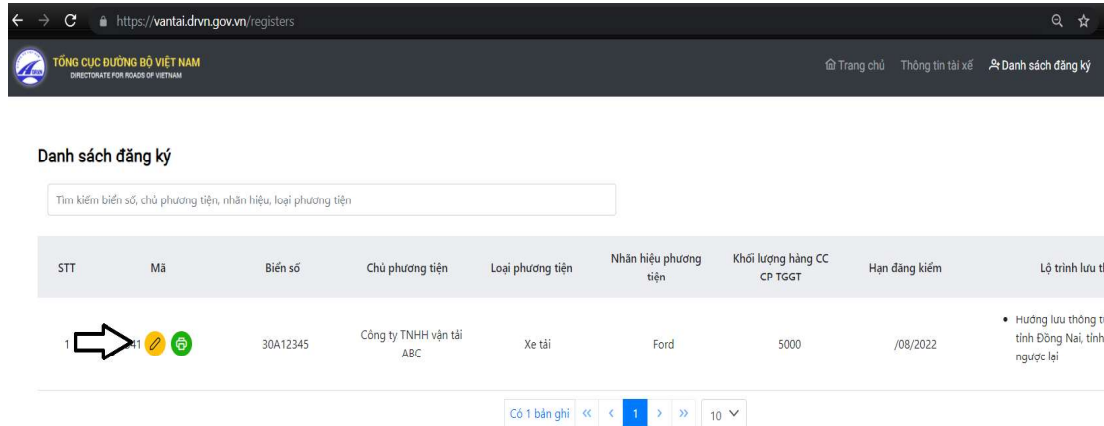 https://vantai.drvn.gov.vn/registers
TỔNG CỤC ĐƯỜNG BỘ VIỆT NAM
DIRECTORATE FOR ROADS OF VIETNAM
Trang chủ Thông tin tài xế Danh sách đăng ký
Danh sách đăng ký
Tìm kiếm biển số, chủ phương tiện, nhãn hiệu, loại phương tiện
STT Mã Biển số Chủ phương tiện Loại phương tiện Nhãn hiệu phương tiện Khối lượng hàng CC CP TGGT Hạn đăng kiểm Lộ trình lưu
1 41 30A12345 Công ty TNHH vận tải ABC Xe tải Ford 5000 /08/2022
Hướng lưu thông
tỉnh Đồng Nai, tỉnh
ngược lại
Có 1 bản ghi « ‹ 1 › » 10